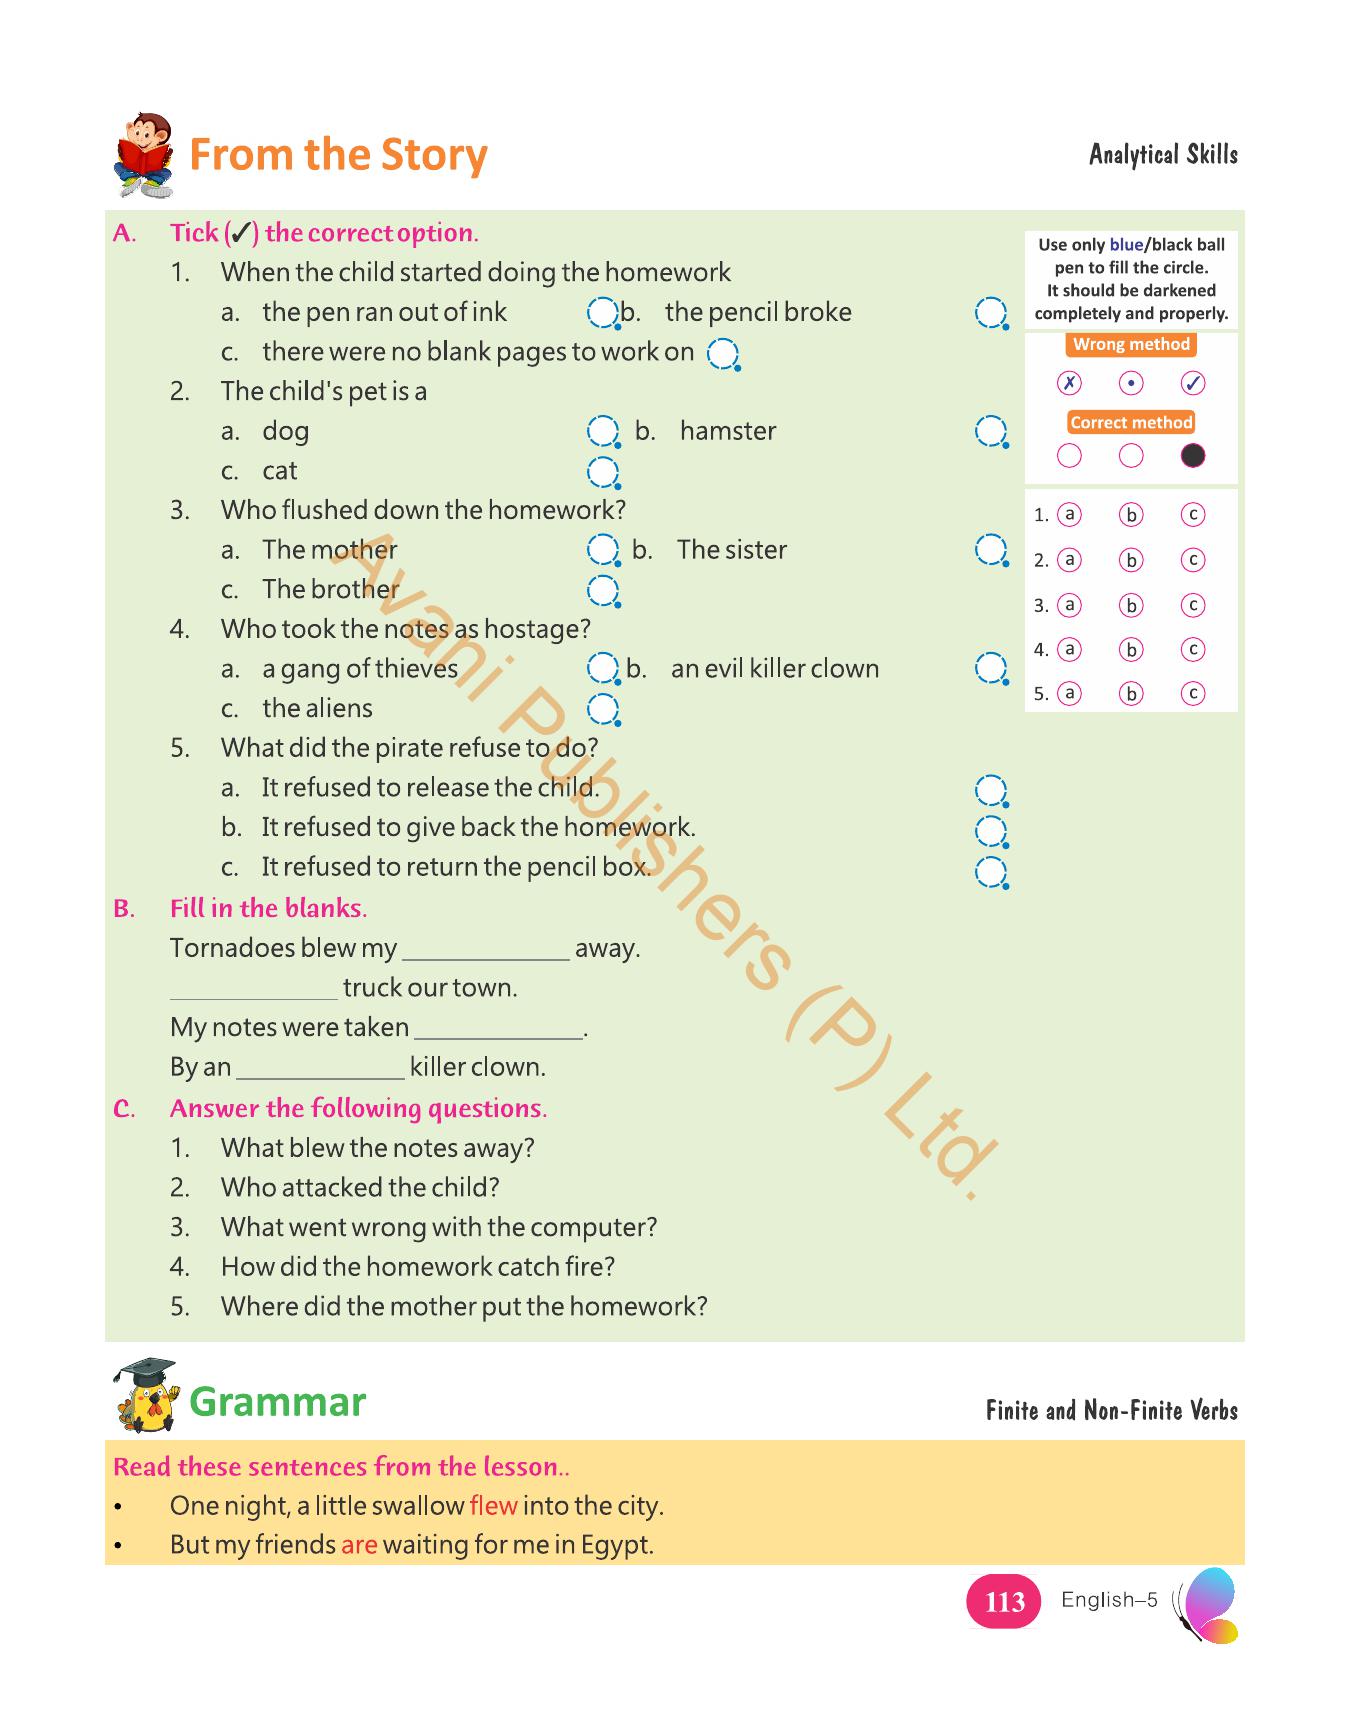 From the Story
Analytical Skills
A. Tick (✓) the correct option.
1. When the child started doing the homework
a. the pen ran out of ink b. the pencil broke
c. there were no blank pages to work on
2. The child's pet is a
a. dog b. hamster
c. cat
3. Who flushed down the homework?
a. The mother b. The sister
c. The brother
4. Who took the notes as hostage?
a. a gang of thieves b. an evil killer clown
c. the aliens
5. What did the pirate refuse to do?
a. It refused to release the child.
b. It refused to give back the homework.
c. It refused to return the pencil box.
Use only blue/black ball
pen to fill the circle.
It should be darkened
completely and properly.
Wrong method
✗ • ✓
Correct method
1. a b c
2. a b c
3. a b c
4. a b c
5. a b c
B. Fill in the blanks.
Tornadoes blew my ____________ away.
____________ truck our town.
My notes were taken ____________.
By an ____________ killer clown.
C. Answer the following questions.
1. What blew the notes away?
2. Who attacked the child?
3. What went wrong with the computer?
4. How did the homework catch fire?
5. Where did the mother put the homework?
Avani Publishers (P) Ltd.
Grammar
Finite and Non-Finite Verbs
Read these sentences from the lesson..
• One night, a little swallow flew into the city.
• But my friends are waiting for me in Egypt.
113 English–5